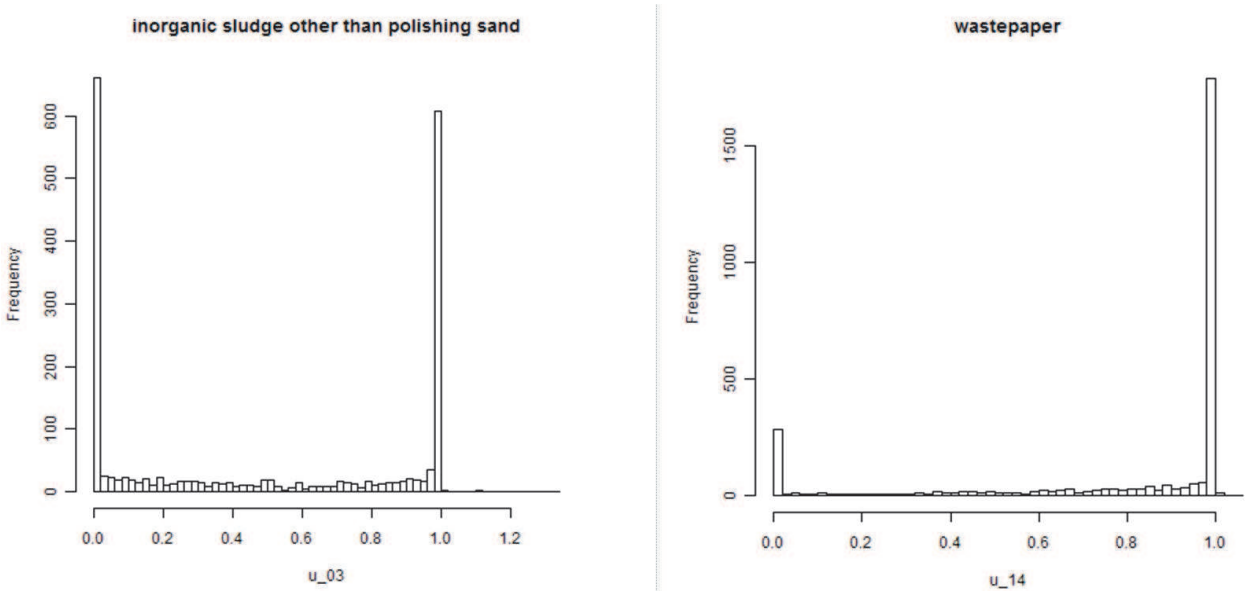 inorganic sludge other than polishing sand
Frequency
0
100
200
300
400
500
600
0.0 0.2 0.4 0.6 0.8 1.0 1.2
u_03
wastepaper
Frequency
0
500
1000
1500
0.0 0.2 0.4 0.6 0.8 1.0
u_14